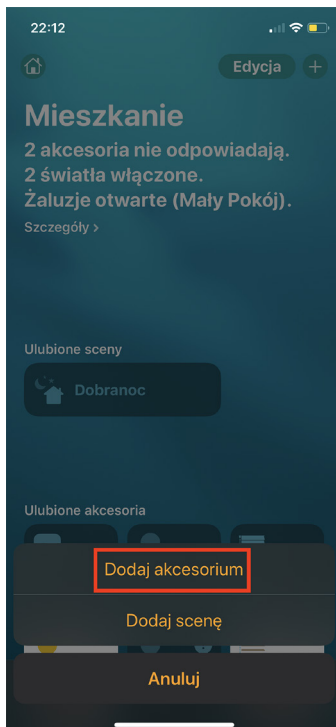 22:12
Edycja +
Mieszkanie
2 akcesoria nie odpowiadają.
2 światła włączone.
Żaluzje otwarte (Mały Pokój).
Szczegóły >
Ulubione sceny
Dobranoc
Ulubione akcesoria
Dodaj akcesorium
Dodaj scenę
Anuluj